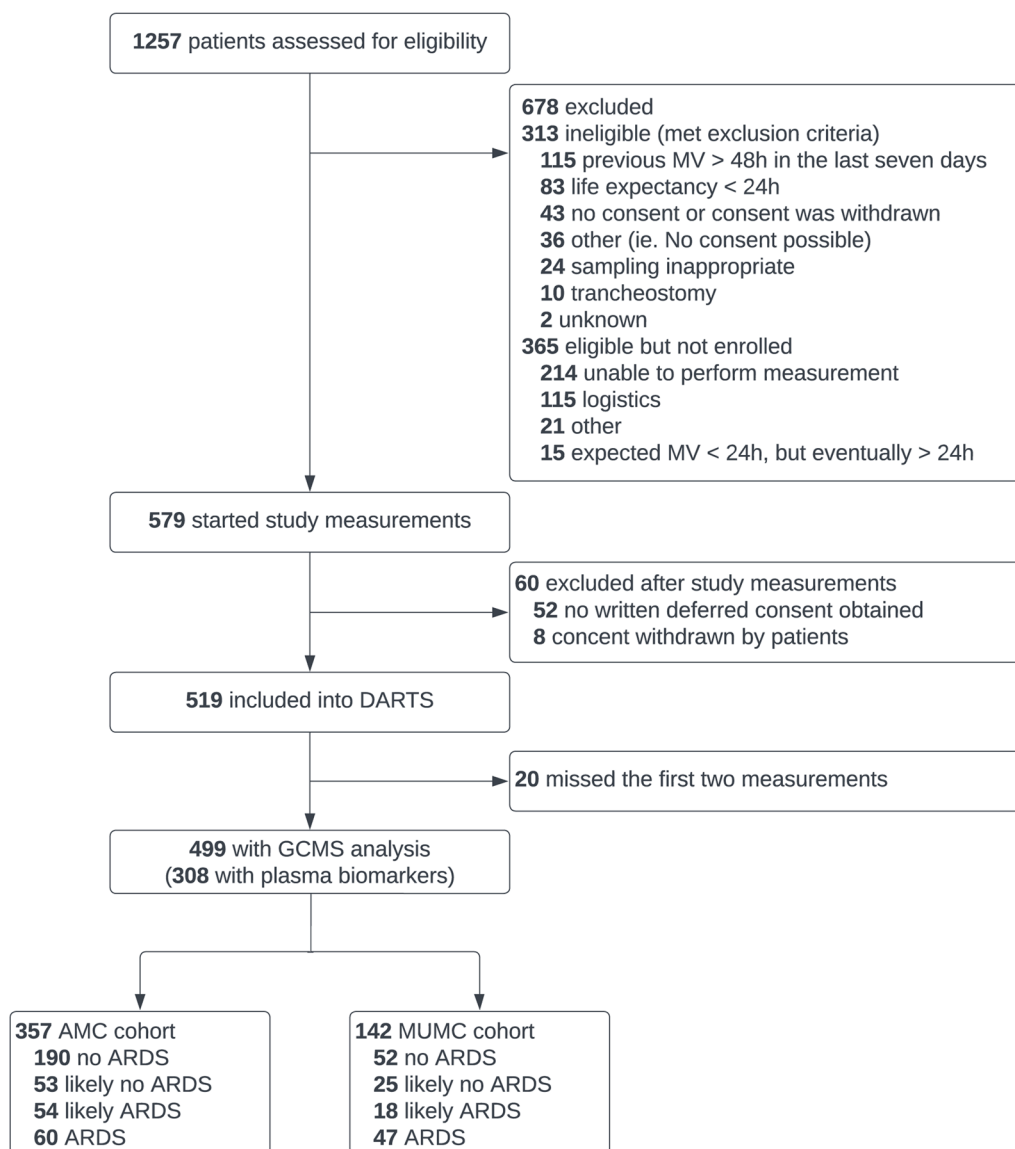 1257 patients assessed for eligibility
678 excluded
313 ineligible (met exclusion criteria)
115 previous MV > 48h in the last seven days
83 life expectancy < 24h
43 no consent or consent was withdrawn
36 other (ie. No consent possible)
24 sampling inappropriate
10 trancheostomy
2 unknown
365 eligible but not enrolled
214 unable to perform measurement
115 logistics
21 other
15 expected MV < 24h, but eventually > 24h
579 started study measurements
60 excluded after study measurements
52 no written deferred consent obtained
8 concent withdrawn by patients
519 included into DARTS
20 missed the first two measurements
499 with GCMS analysis
(308 with plasma biomarkers)
357 AMC cohort
190 no ARDS
53 likely no ARDS
54 likely ARDS
60 ARDS
142 MUMC cohort
52 no ARDS
25 likely no ARDS
18 likely ARDS
47 ARDS